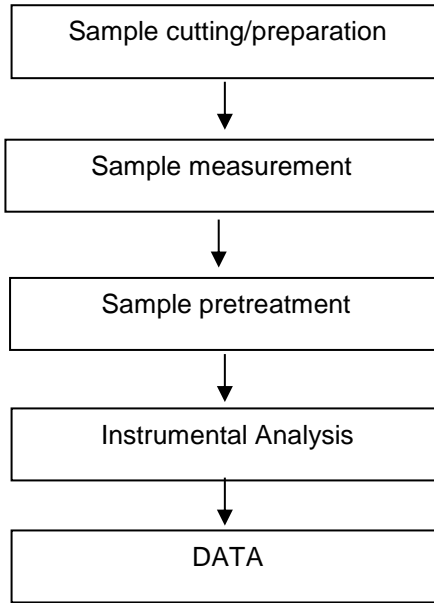 Sample cutting/preparation
Sample measurement
Sample pretreatment
Instrumental Analysis
DATA